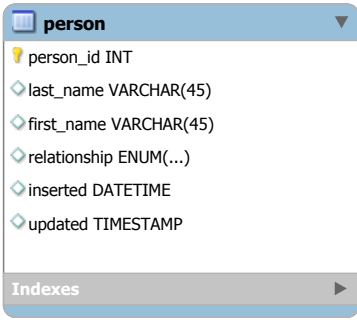 person
person_id INT
last_name VARCHAR(45)
first_name VARCHAR(45)
relationship ENUM(...)
inserted DATETIME
updated TIMESTAMP
Indexes